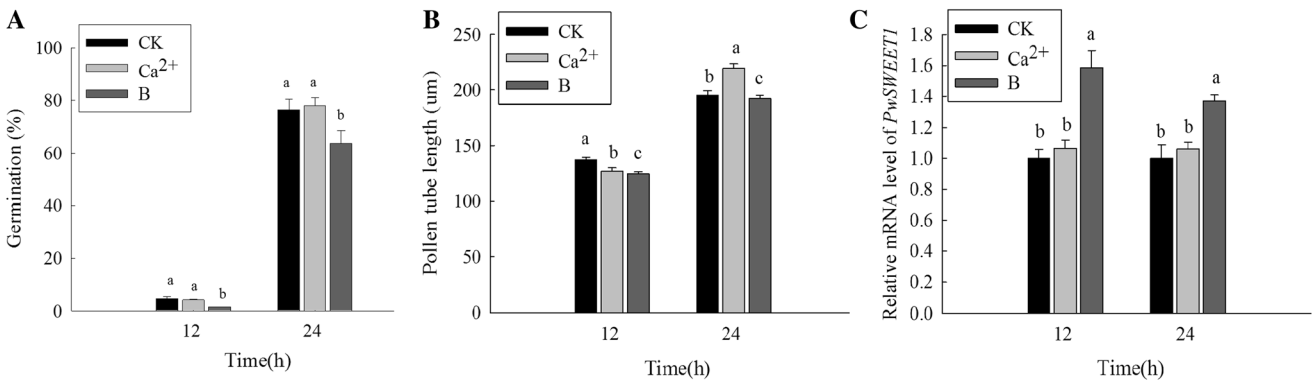 A
CK
Ca2+
B
Germination (%)
100
80
60
40
20
0
a
a
b
a
a
b
12
24
Time(h)
B
CK
Ca2+
B
Pollen tube length (um)
250
200
150
100
50
0
a
b
c
b
a
c
12
24
Time(h)
C
CK
Ca2+
B
Relative mRNA level of PwSWEET1
1.8
1.6
1.4
1.2
1.0
0.8
0.6
0.4
0.2
0.0
b
b
a
b
b
a
12
24
Time(h)